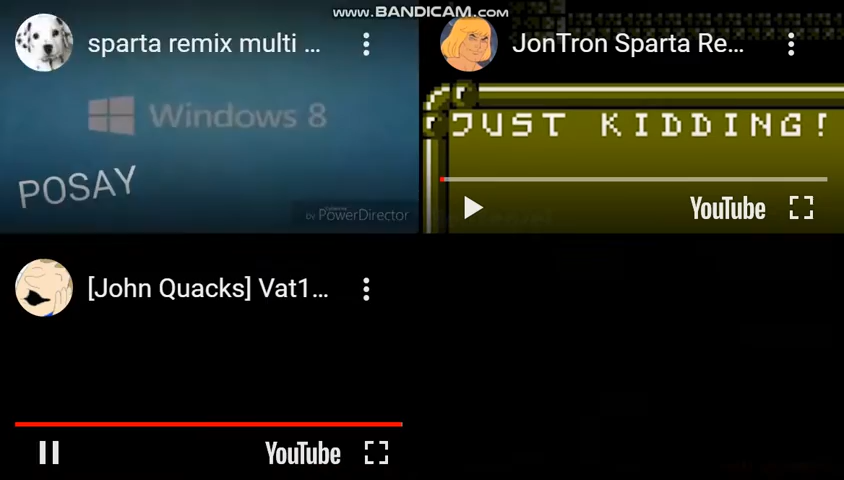 WWW.BANDICAM.COM
sparta remix multi ...
JonTron Sparta Re...
Windows 8
JUST KIDDING!
POSAY
by PowerDirector
YouTube
[John Quacks] Vat1...
YouTube